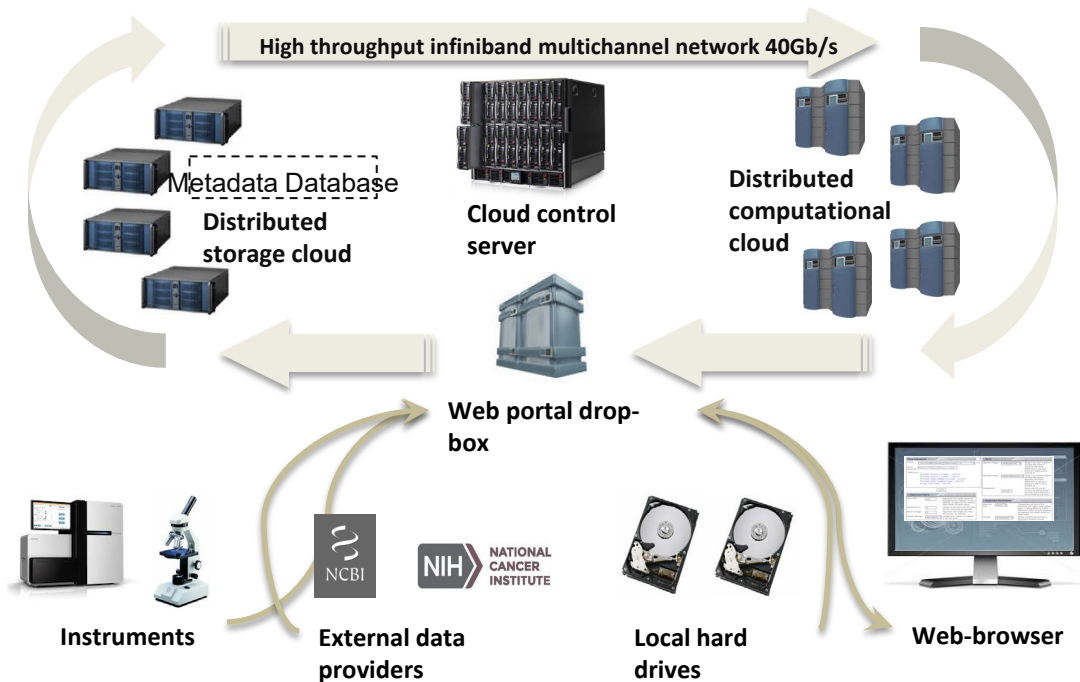 High throughput infiniband multichannel network 40Gb/s
Metadata Database
Distributed
storage cloud
Cloud control
server
Distributed
computational
cloud
Web portal drop-
box
NCBI
NIH
NATIONAL
CANCER
INSTITUTE
Instruments
External data
providers
Local hard
drives
Web-browser